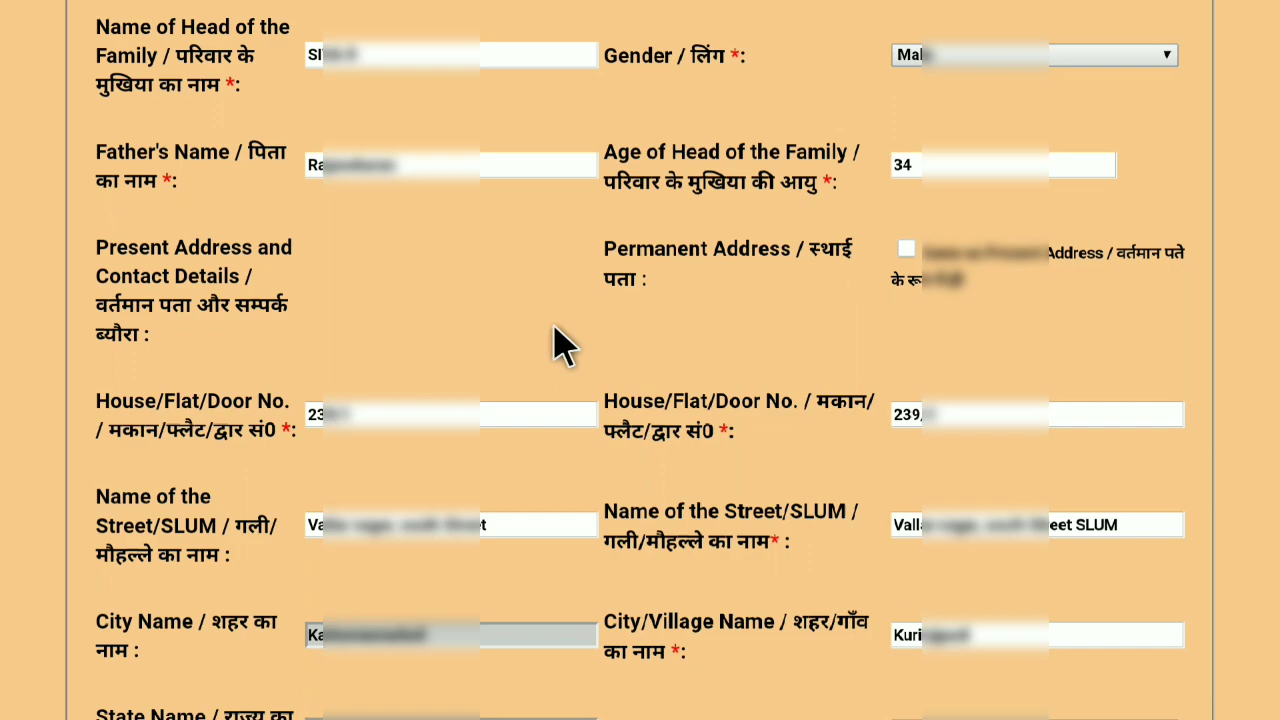 Name of Head of the
Family / परिवार के
मुखिया का नाम *:
Gender / लिंग *:
Father's Name / पिता
का नाम *:
Age of Head of the Family /
परिवार के मुखिया की आयु *:
34
Present Address and
Contact Details /
वर्तमान पता और सम्पर्क
ब्यौरा :
Permanent Address / स्थाई
पता :
Address / वर्तमान पते
के
House/Flat/Door No.
/ मकान/फ्लैट/द्वार सं0 *:
House/Flat/Door No. / मकान/
फ्लैट/द्वार सं0 *:
239,
Name of the
Street/SLUM / गली/
मौहल्ले का नाम :
Name of the Street/SLUM /
गली/मौहल्ले का नाम* :
SLUM
City Name / शहर का
नाम :
City/Village Name / शहर/गाँव
का नाम *:
State Name / राज्य का